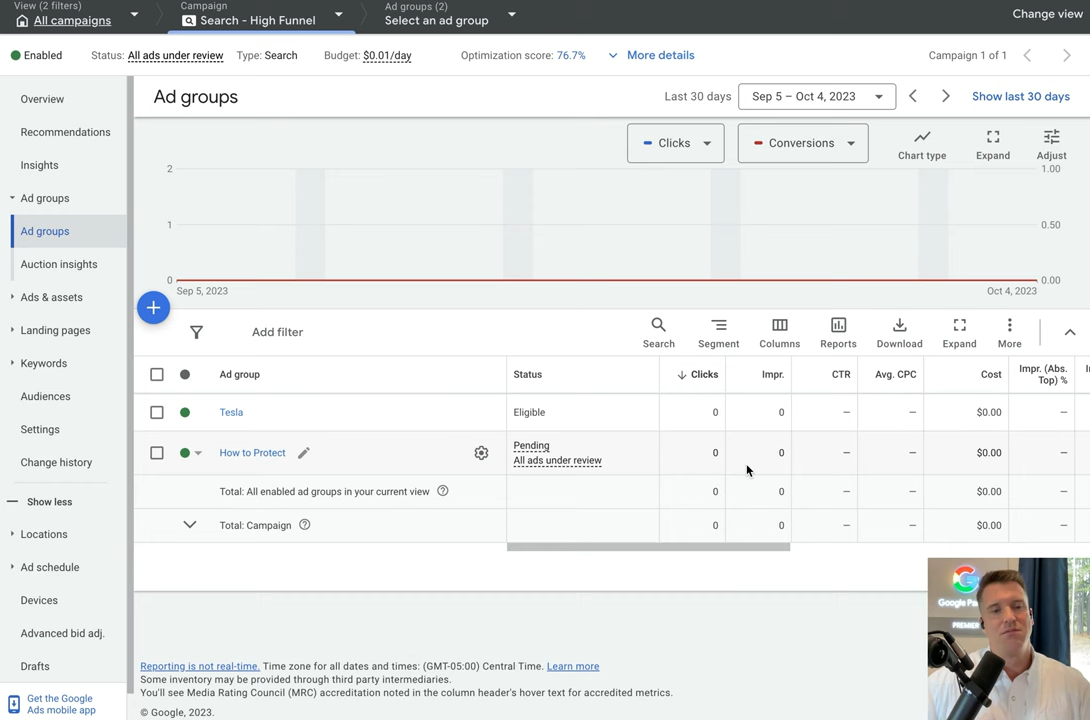 View (2 filters)
All campaigns
Campaign
Search - High Funnel
Ad groups (2)
Select an ad group
Change view
Enabled
Status: All ads under review
Type: Search
Budget: $0.01/day
Optimization score: 76.7%
More details
Campaign 1 of 1
Overview
Recommendations
Insights
Ad groups
Ad groups
Auction insights
Ads & assets
Landing pages
Keywords
Audiences
Settings
Change history
Show less
Locations
Ad schedule
Devices
Advanced bid adj.
Drafts
Get the Google
Ads mobile app
Ad groups
Last 30 days
Sep 5 – Oct 4, 2023
Show last 30 days
Clicks
Conversions
Chart type
Expand
Adjust
2
1
0
1.00
0.50
0.00
Sep 5, 2023
Oct 4, 2023
Add filter
Search
Segment
Columns
Reports
Download
Expand
More
Ad group
Status
Clicks
Impr.
CTR
Avg. CPC
Cost
Impr. (Abs.
Top) %
Tesla
Eligible
0
0
—
—
$0.00
—
How to Protect
Pending
All ads under review
0
0
—
—
$0.00
—
Total: All enabled ad groups in your current view
0
0
—
—
$0.00
—
Total: Campaign
0
0
—
—
$0.00
—
Reporting is not real-time. Time zone for all dates and times: (GMT-05:00) Central Time. Learn more
Some inventory may be provided through third party intermediaries.
You'll see Media Rating Council (MRC) accreditation noted in the column header's hover text for accredited metrics.
© Google, 2023.
Google
PREMIER